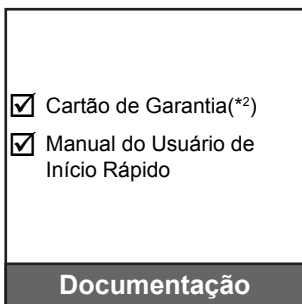 ☑ Cartão de Garantia(*²)
☑ Manual do Usuário de
Início Rápido
Documentação